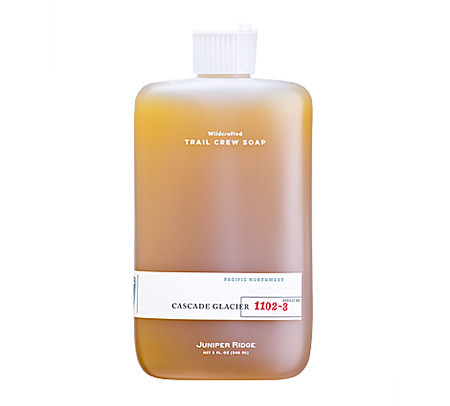 Wildcrafted
TRAIL CREW SOAP
PACIFIC NORTHWEST
CASCADE GLACIER 1102-3
JUNIPER RIDGE